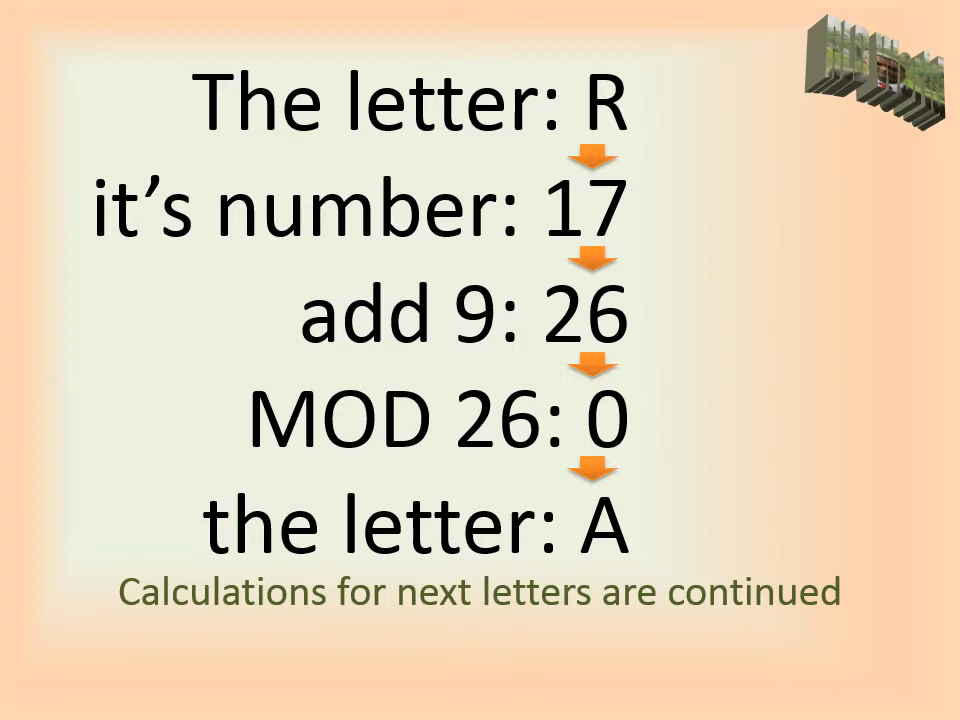 The letter: R
it’s number: 17
add 9: 26
MOD 26: 0
the letter: A
Calculations for next letters are continued